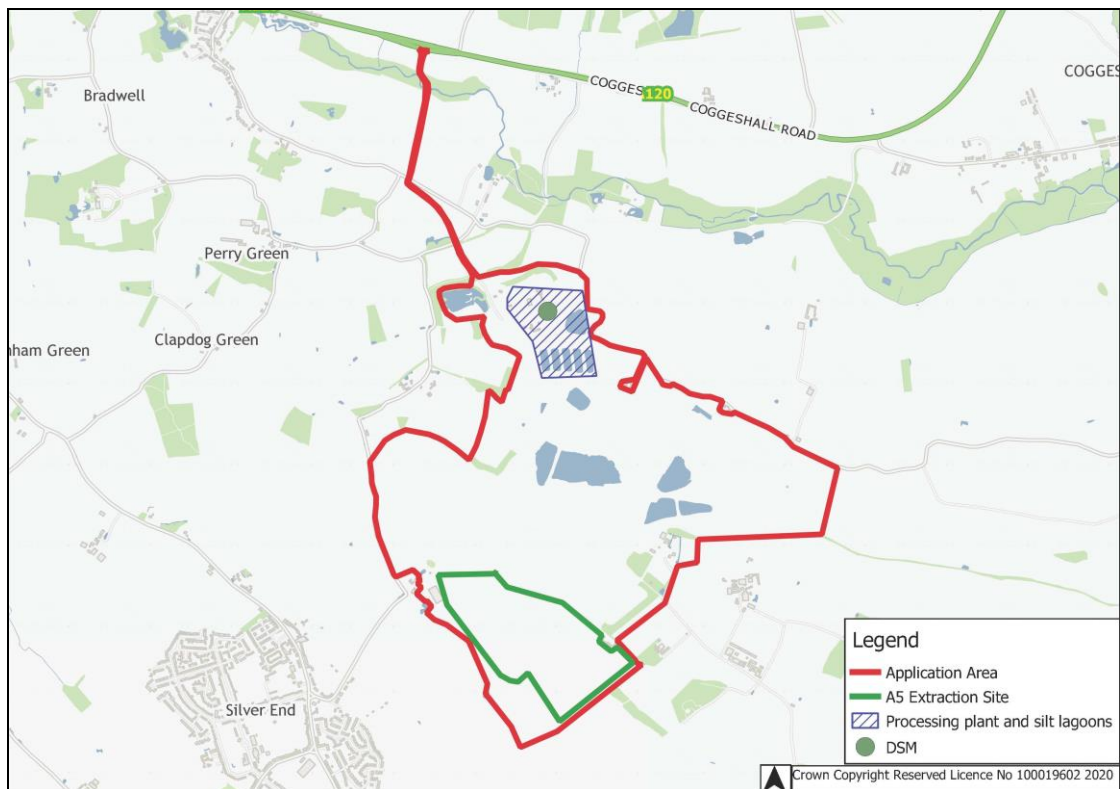 Bradwell
COGGES
120
COGGESHALL ROAD
COGGES
Perry Green
Clapdog Green
nham Green
Silver End
Legend
Application Area
A5 Extraction Site
Processing plant and silt lagoons
DSM
Crown Copyright Reserved Licence No 100019602 2020